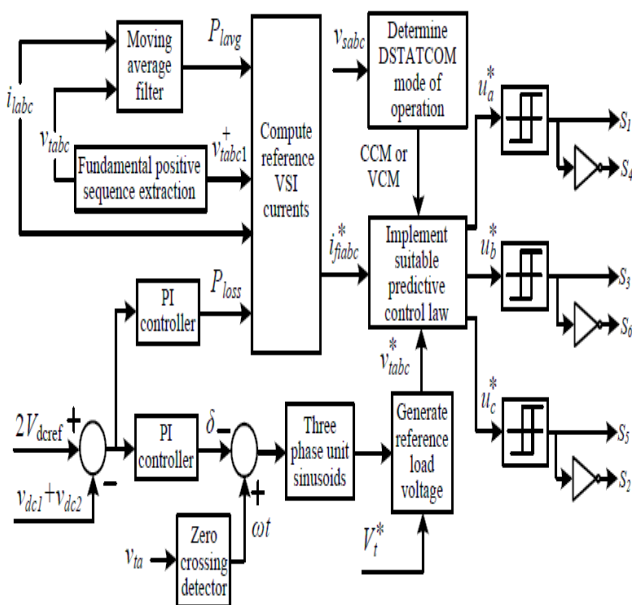 i_labc
v_tabc
Moving
average
filter
P_lavg
Fundamental positive
sequence extraction
v_tabc1^+
Compute
reference
VSI
currents
v_sabc
Determine
DSTATCOM
mode of
operation
CCM or
VCM
i_fiabc^*
Implement
suitable
predictive
control law
u_a^*
S_1
S_4
u_b^*
S_3
S_6
u_c^*
S_5
S_2
PI
controller
P_loss
2V_dcref
+
−
v_dc1+v_dc2
PI
controller
δ
−
+
ωt
v_ta
Zero
crossing
detector
Three
phase unit
sinusoids
v_tabc^*
Generate
reference
load
voltage
V_t^*